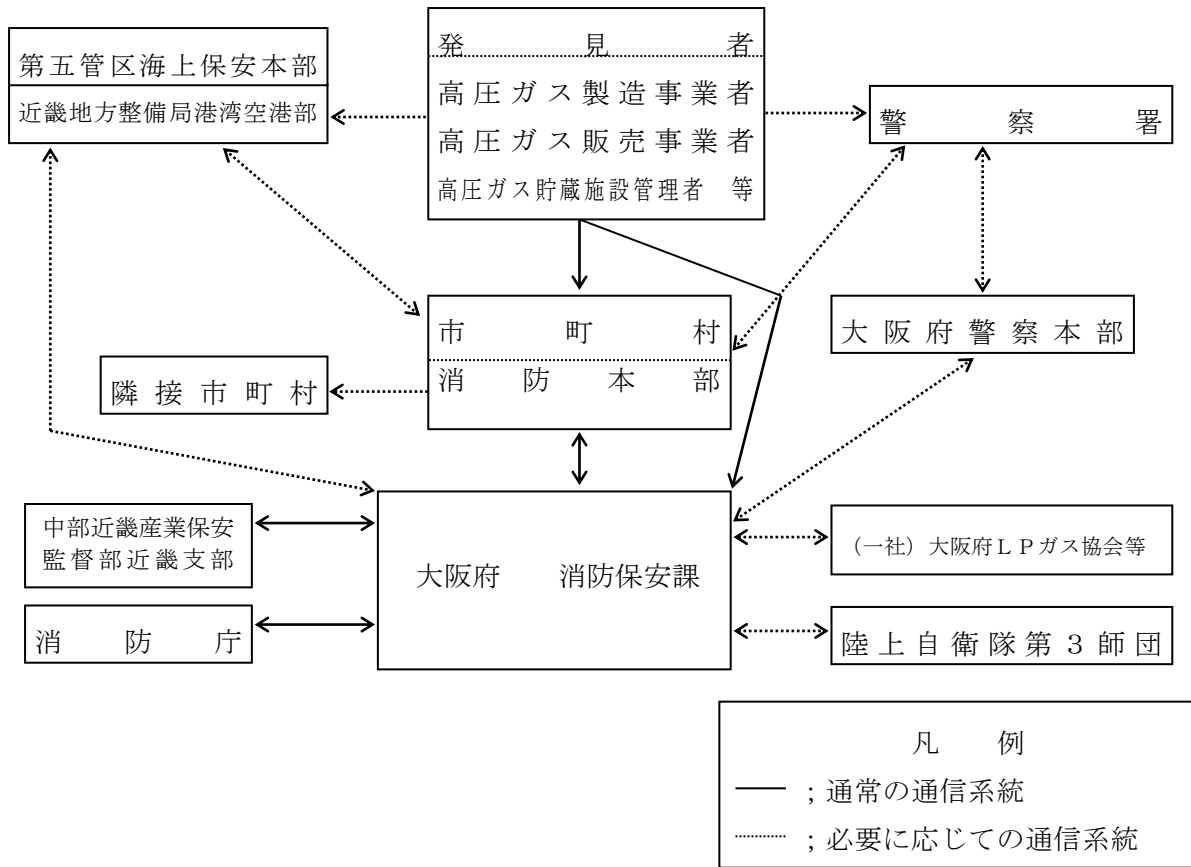 発見者
高圧ガス製造事業者
高圧ガス販売事業者
高圧ガス貯蔵施設管理者 等
第五管区海上保安本部
近畿地方整備局港湾空港部
警察署
市町村
消防本部
大阪府警察本部
隣接市町村
中部近畿産業保安
監督部近畿支部
大阪府 消防保安課
(一社)大阪府LPガス協会等
消防庁
陸上自衛隊第3師団
凡例
;通常の通信系統
;必要に応じての通信系統